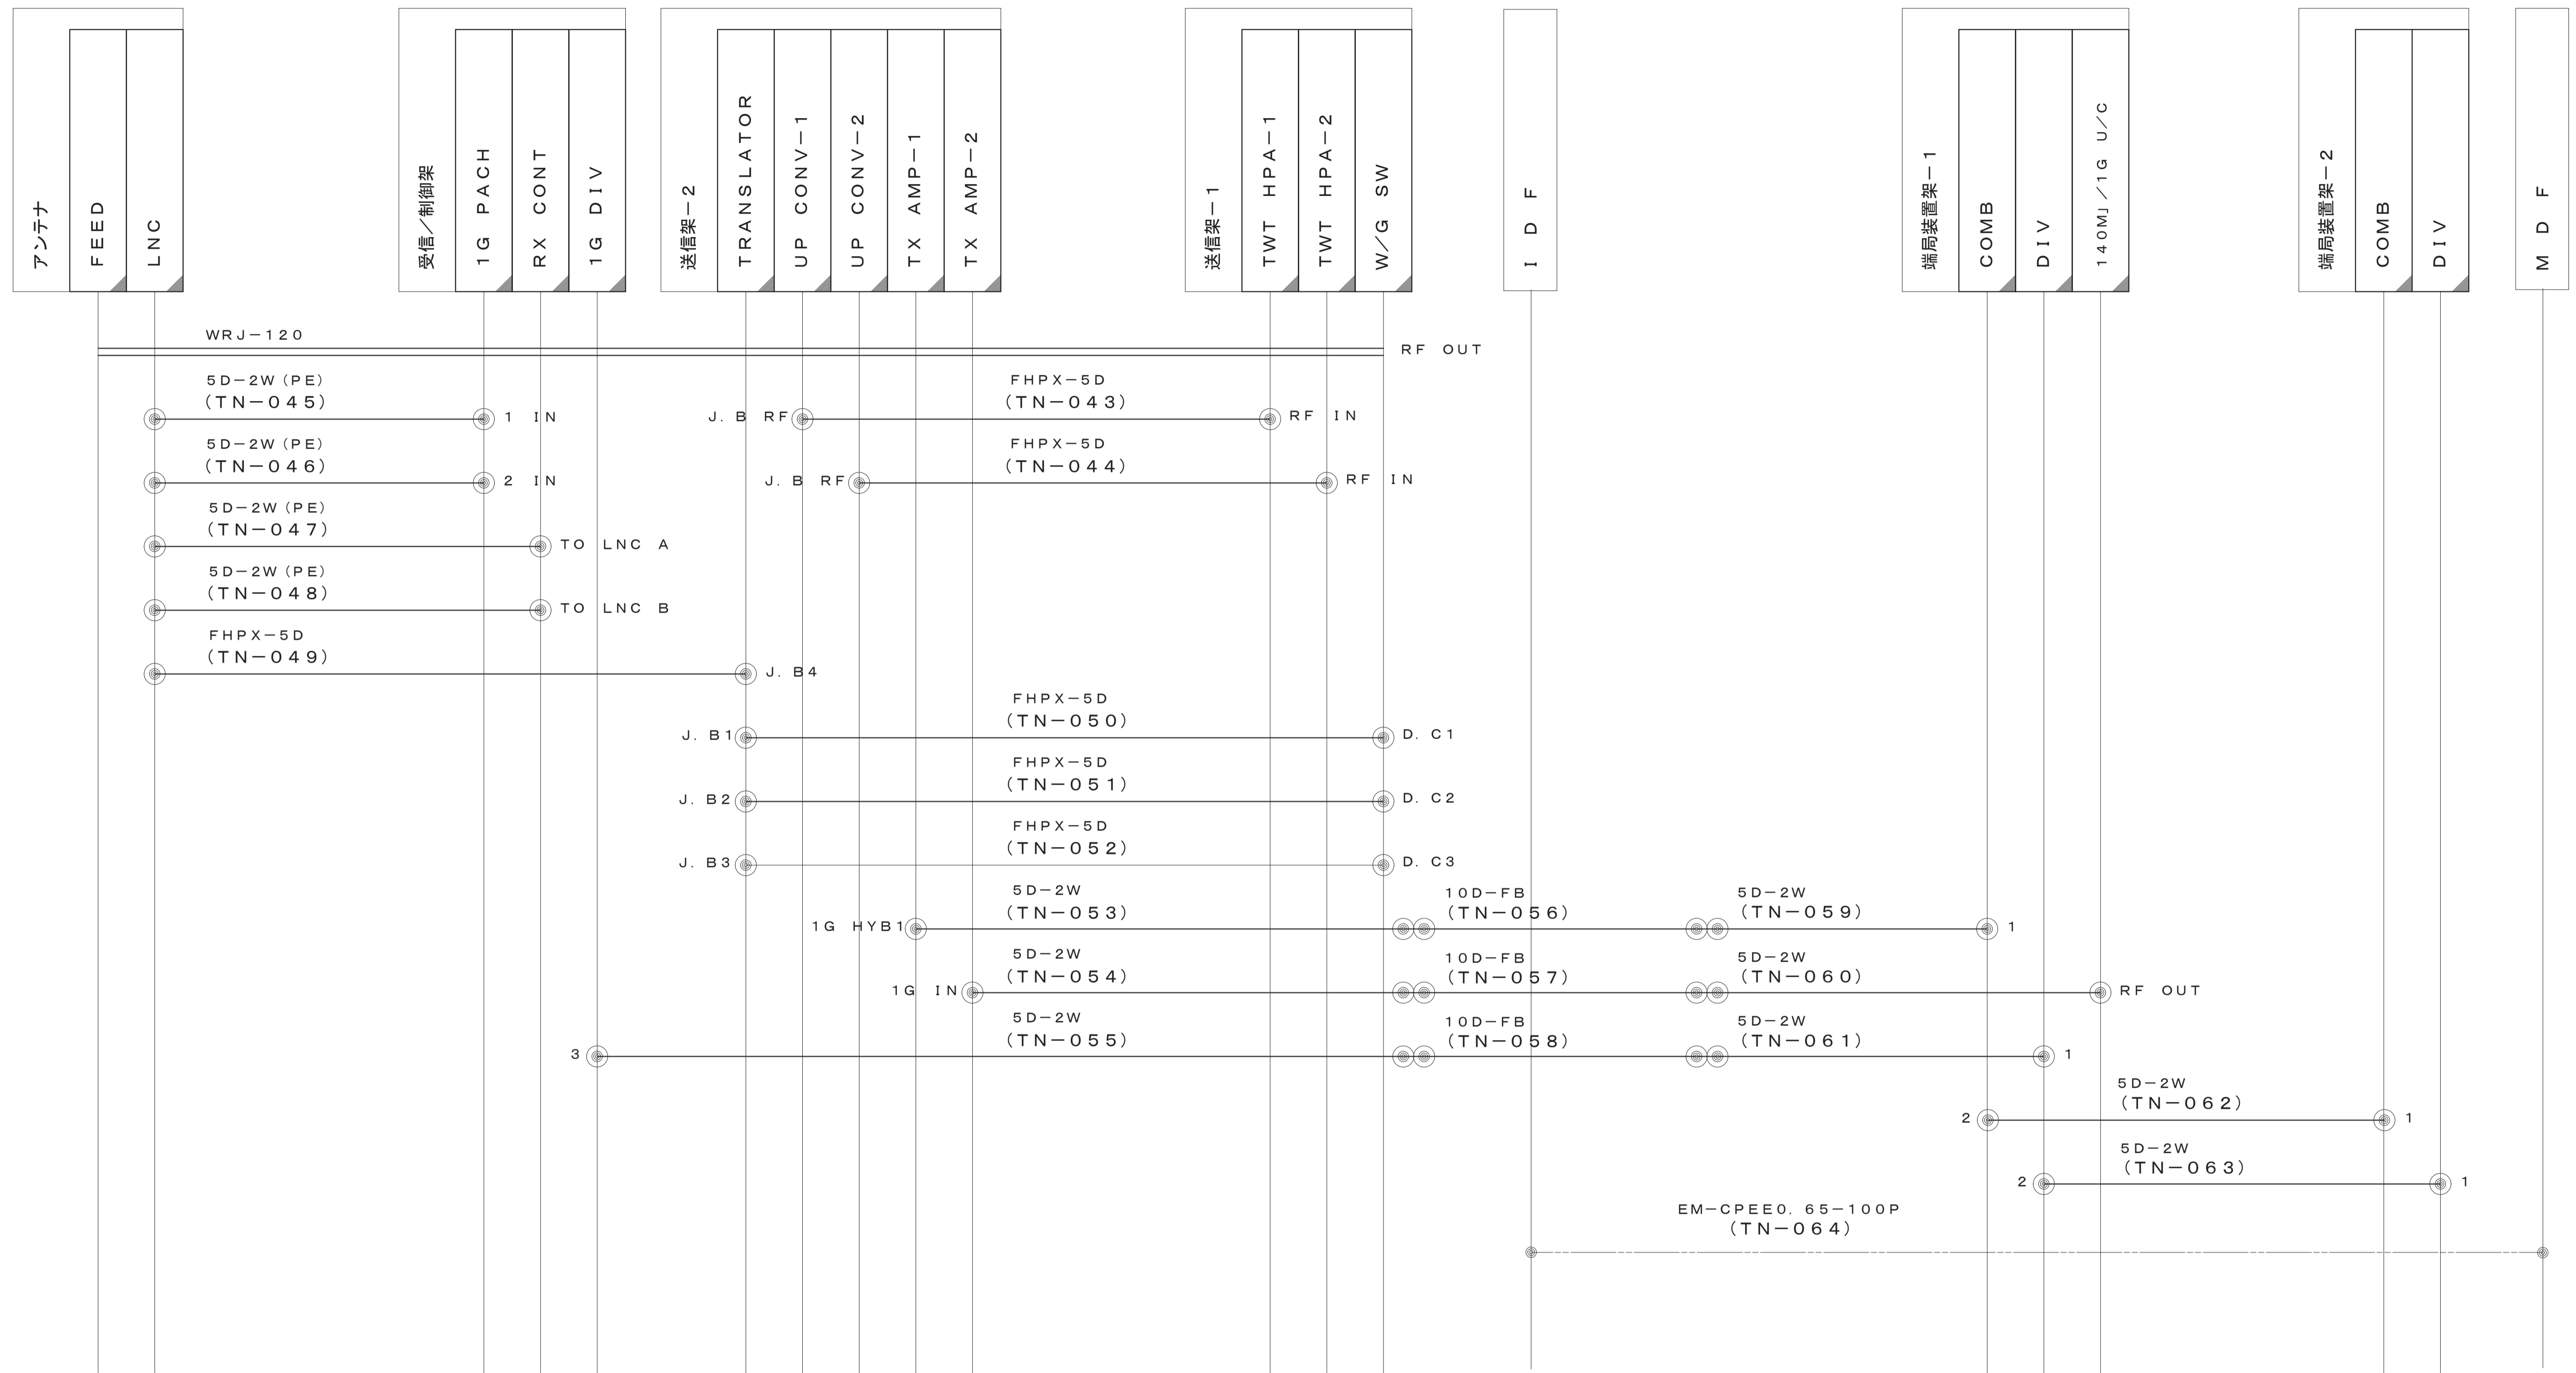 アンテナ
FEED
LNC
受信／制御架
1G PACH
RX CONT
1G DIV
送信架－2
TRANSLATOR
UP CONV－1
UP CONV－2
TX AMP－1
TX AMP－2
送信架－1
TWT HPA－1
TWT HPA－2
W／G SW
I D F
端局装置架－1
COMB
DIV
140M」／1G U／C
端局装置架－2
COMB
DIV
M D F
WRJ－120
RF OUT
5D－2W（PE）
（TN－045）
1 IN
FHPX－5D
（TN－043）
J．B RF
RF IN
5D－2W（PE）
（TN－046）
2 IN
FHPX－5D
（TN－044）
J．B RF
RF IN
5D－2W（PE）
（TN－047）
TO LNC A
5D－2W（PE）
（TN－048）
TO LNC B
FHPX－5D
（TN－049）
J．B4
FHPX－5D
（TN－050）
J．B1
D．C1
FHPX－5D
（TN－051）
J．B2
D．C2
FHPX－5D
（TN－052）
J．B3
D．C3
5D－2W
（TN－053）
10D－FB
（TN－056）
5D－2W
（TN－059）
1G HYB1
1
5D－2W
（TN－054）
10D－FB
（TN－057）
5D－2W
（TN－060）
1G IN
RF OUT
5D－2W
（TN－055）
10D－FB
（TN－058）
5D－2W
（TN－061）
3
1
5D－2W
（TN－062）
2
1
5D－2W
（TN－063）
2
1
EM－CPEE0．65－100P
（TN－064）